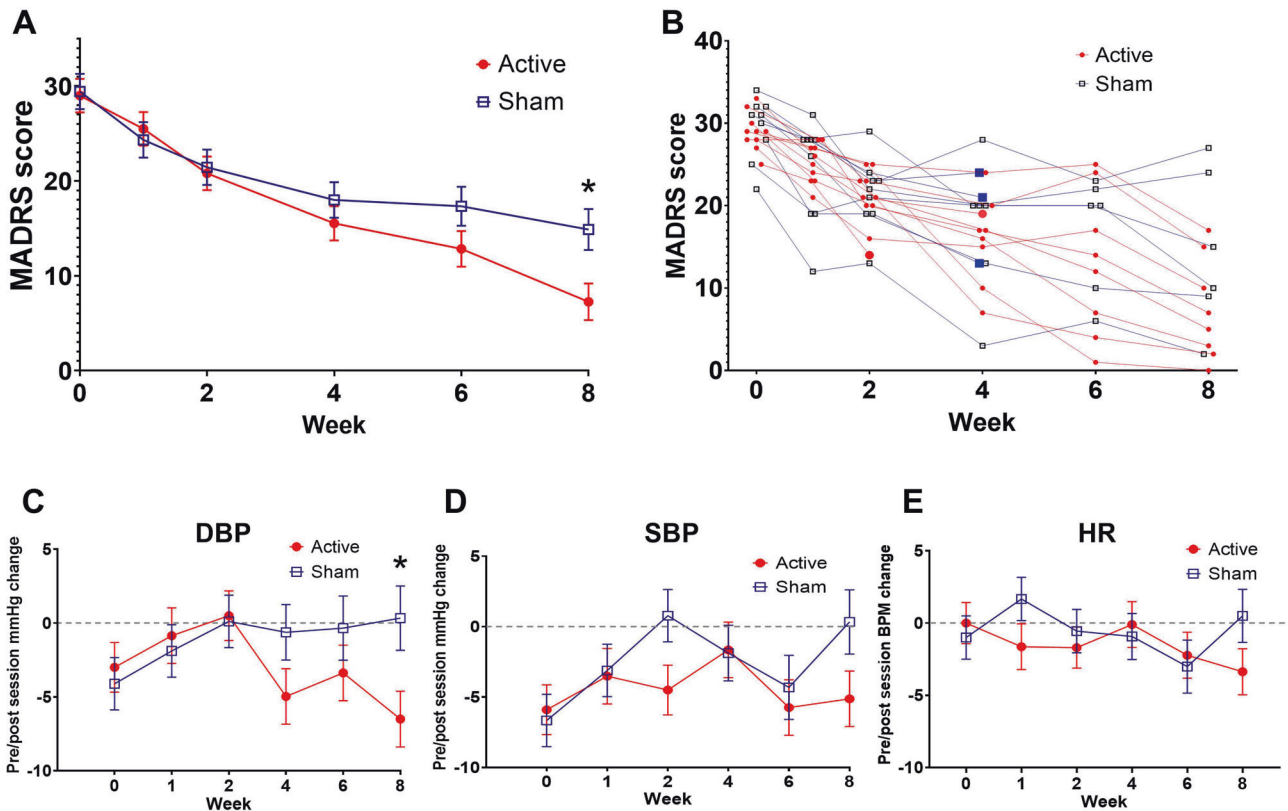 A
MADRS score
30
20
10
0
Active
Sham
*
0 2 4 6 8
Week
B
MADRS score
40
30
20
10
0
Active
Sham
0 2 4 6 8
Week
C
DBP
Pre/post session mmHg change
5
0
-5
-10
Active
Sham
*
0 1 2 4 6 8
Week
D
SBP
Pre/post session mmHg change
5
0
-5
-10
Active
Sham
0 1 2 4 6 8
Week
E
HR
Pre/post session BPM change
5
0
-5
-10
Active
Sham
0 1 2 4 6 8
Week